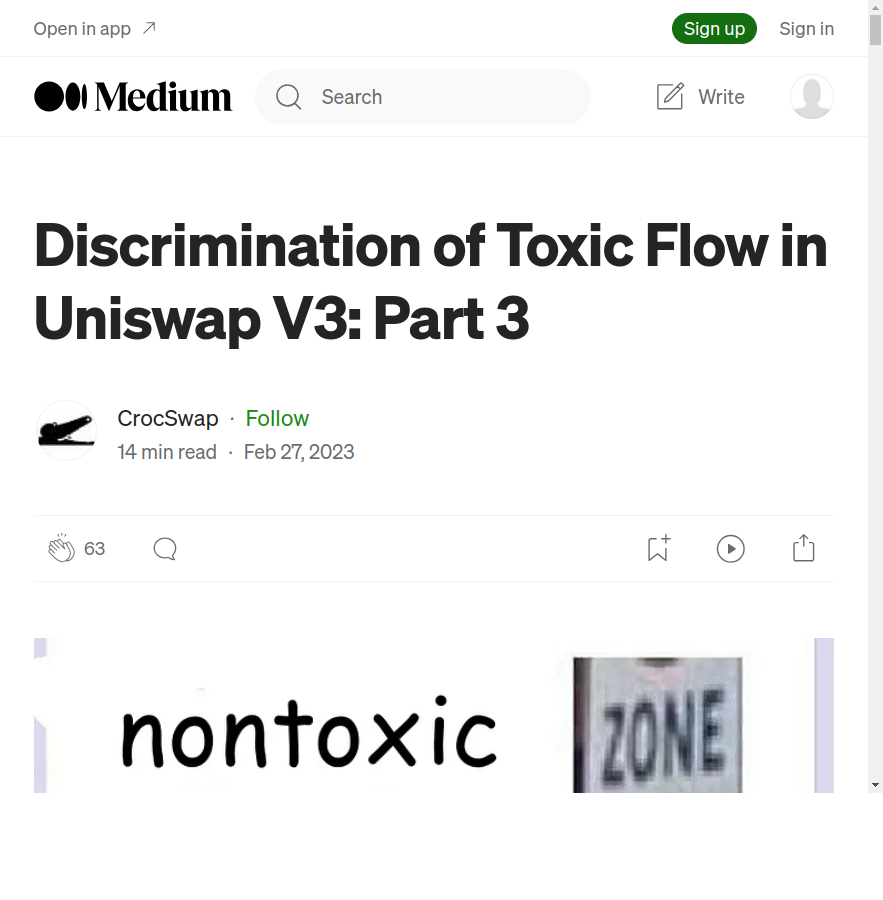 Open in app
Sign up
Sign in
Medium
Search
Write
Discrimination of Toxic Flow in
Uniswap V3: Part 3
CrocSwap · Follow
14 min read · Feb 27, 2023
63
nontoxic
ZONE